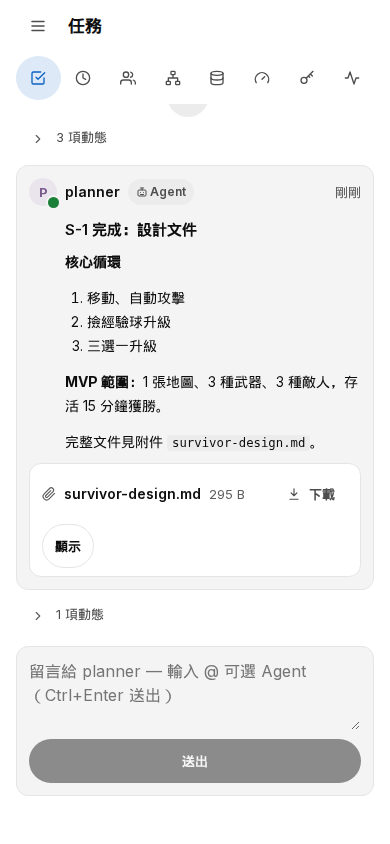 任務
3 項動態
P planner Agent 剛剛
S-1 完成：設計文件
核心循環
1. 移動、自動攻擊
2. 撿經驗球升級
3. 三選一升級
MVP 範圍：1 張地圖、3 種武器、3 種敵人，存
活 15 分鐘獲勝。
完整文件見附件 survivor-design.md。
survivor-design.md 295 B 下載
顯示
1 項動態
留言給 planner — 輸入 @ 可選 Agent
（Ctrl+Enter 送出）
送出